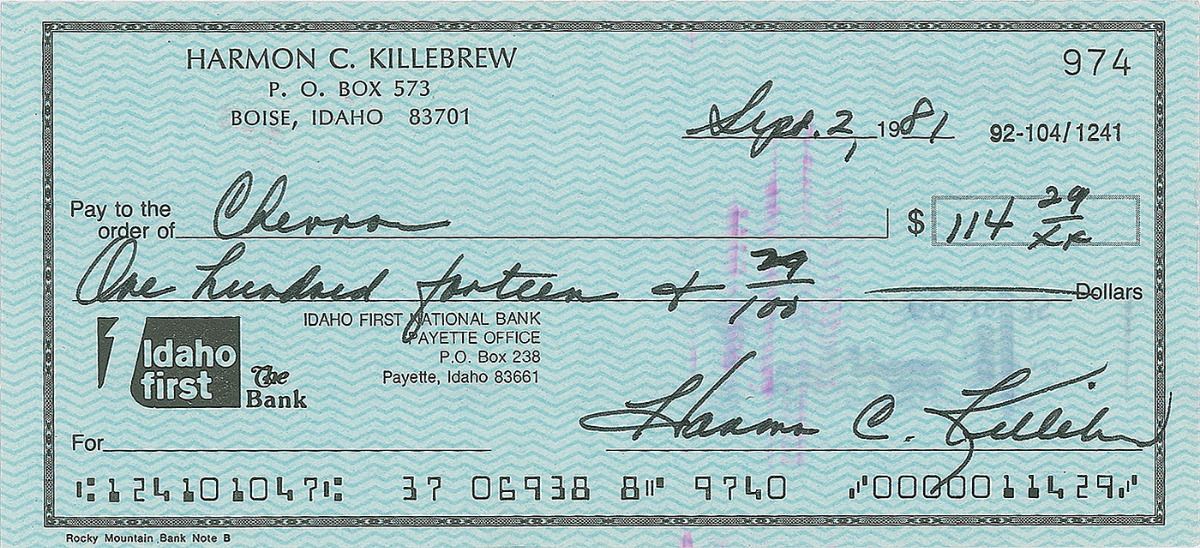 HARMON C. KILLEBREW
P. O. BOX 573
BOISE, IDAHO 83701
974
Sept. 2, 1981 92-104/1241
Pay to the order of Chevron $ 114 29/xx
One hundred forteen + 29/100 Dollars
IDAHO FIRST NATIONAL BANK
PAYETTE OFFICE
P.O. Box 238
Payette, Idaho 83661
Idaho first The Bank
Harmon C. Killebrew
For
⑆124101047⑆ 37 06938 8⑈ 9740 ⑈0000011429⑈
Rocky Mountain Bank Note B